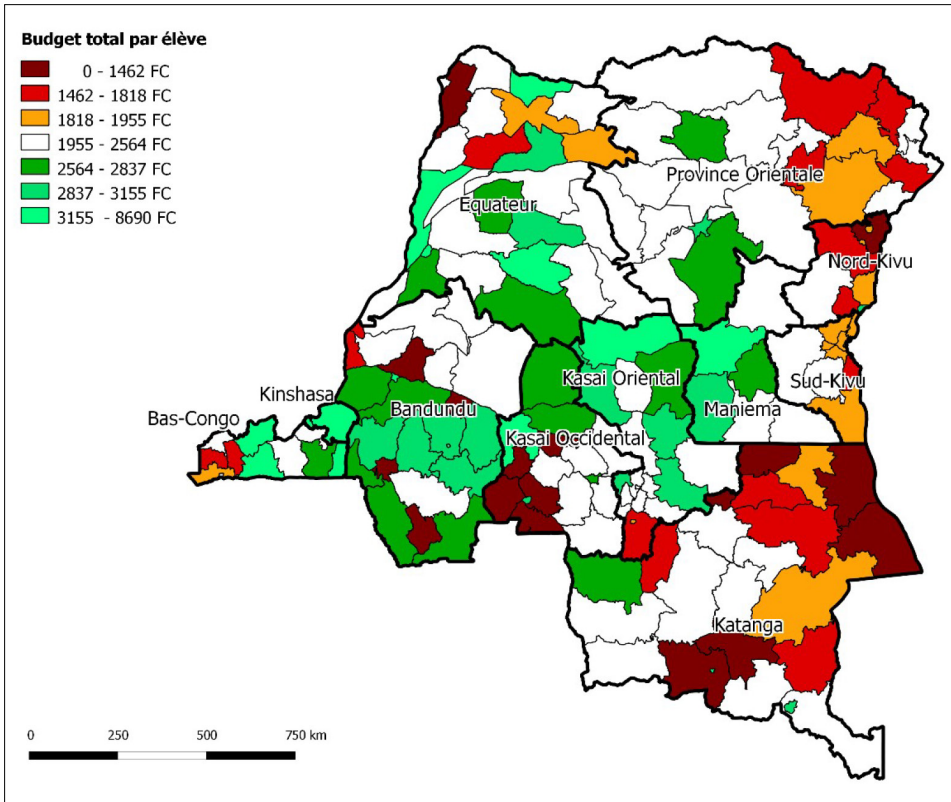 Budget total par élève
0 - 1462 FC
1462 - 1818 FC
1818 - 1955 FC
1955 - 2564 FC
2564 - 2837 FC
2837 - 3155 FC
3155 - 8690 FC
Province Orientale
Equateur
Nord-Kivu
Kasai Oriental
Sud-Kivu
Kinshasa
Bandundu
Maniema
Bas-Congo
Kasai Occidental
Katanga
0 250 500 750 km